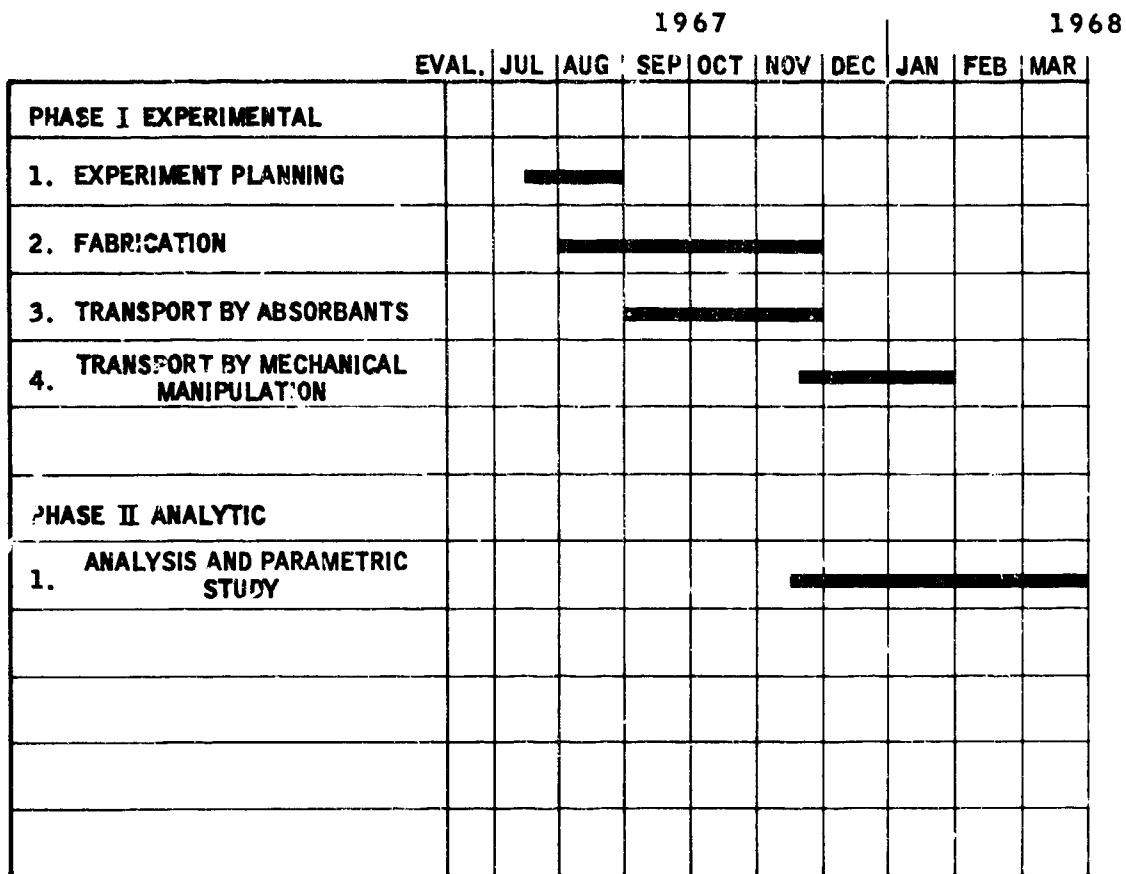 1967 1968
EVAL. JUL AUG SEP OCT NOV DEC JAN FEB MAR
PHASE I EXPERIMENTAL
1. EXPERIMENT PLANNING
2. FABRICATION
3. TRANSPORT BY ABSORBANTS
4. TRANSPORT BY MECHANICAL
MANIPULATION
PHASE II ANALYTIC
1. ANALYSIS AND PARAMETRIC
STUDY